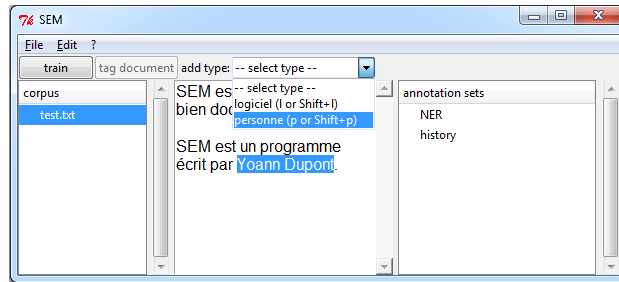 SEM
File Edit ?
train tag document add type: -- select type --
-- select type --
logiciel (l or Shift+l)
personne (p or Shift+p)
corpus
test.txt
SEM es
bien doc
SEM est un programme
écrit par Yoann Dupont.
annotation sets
NER
history